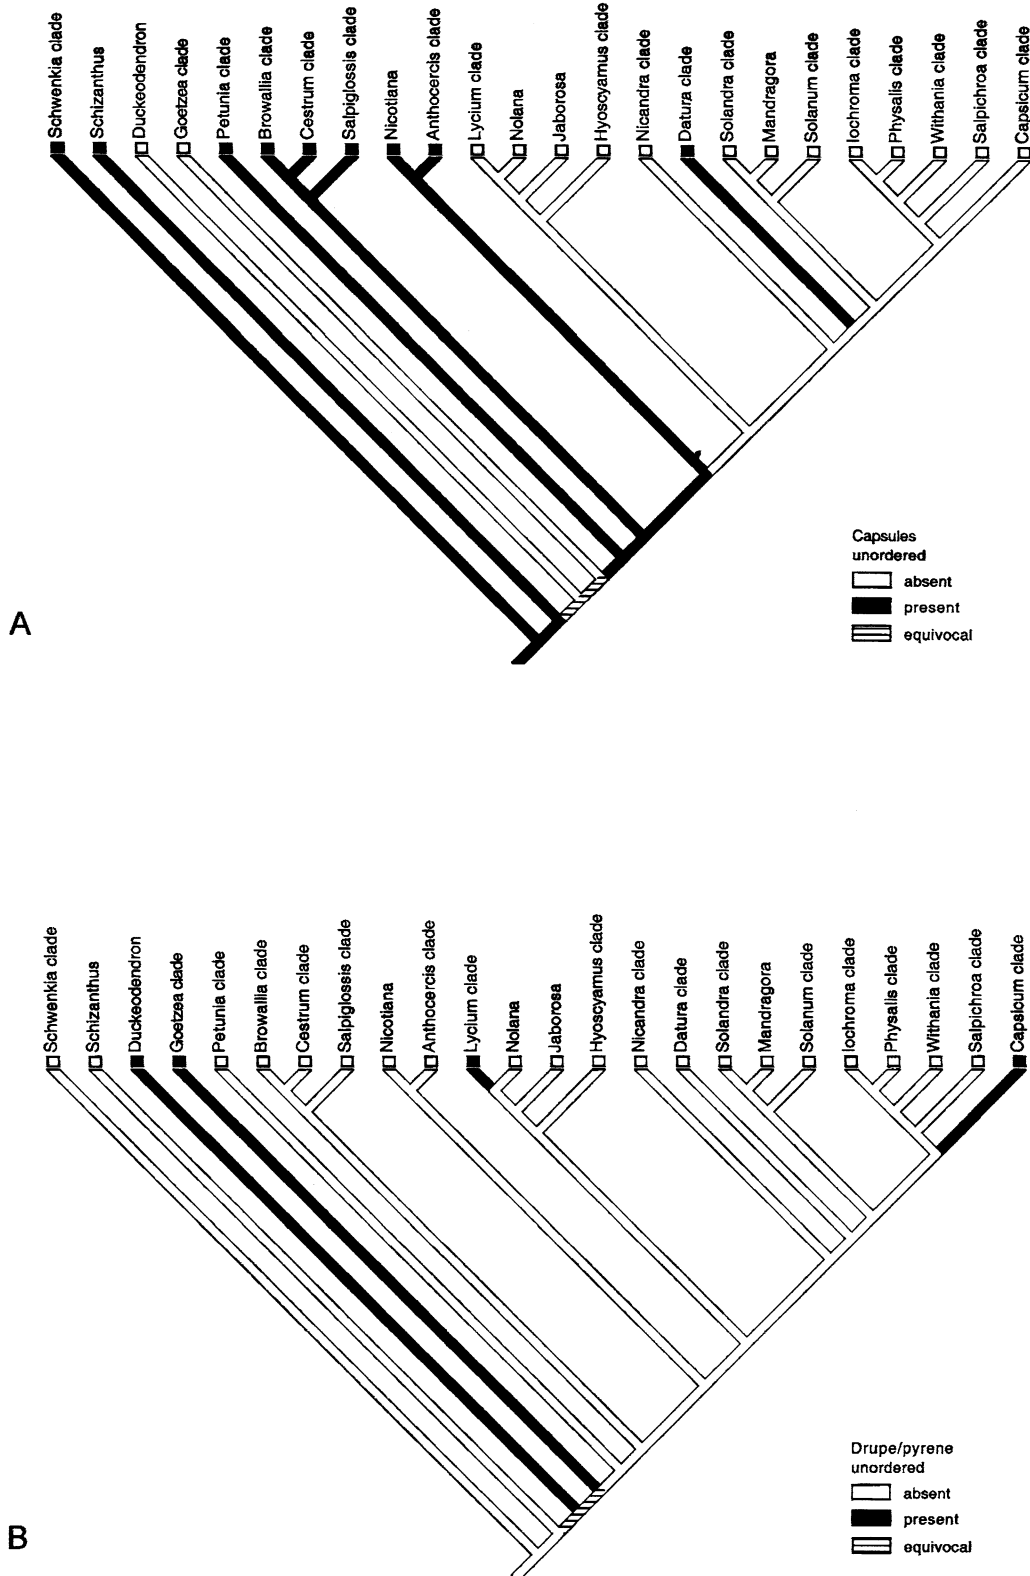 Schwenkia clade
Schizanthus
Duckeodendron
Goetzea clade
Petunia clade
Browallia clade
Cestrum clade
Salpiglossis clade
Nicotiana
Anthocercis clade
Lycium clade
Nolana
Jaborosa
Hyoscyamus clade
Nicandra clade
Datura clade
Solandra clade
Mandragora
Solanum clade
Iochroma clade
Physalis clade
Withania clade
Salpichroa clade
Capsicum clade
Capsules
unordered
absent
present
equivocal
A
Schwenkia clade
Schizanthus
Duckeodendron
Goetzea clade
Petunia clade
Browallia clade
Cestrum clade
Salpiglossis clade
Nicotiana
Anthocercis clade
Lycium clade
Nolana
Jaborosa
Hyoscyamus clade
Nicandra clade
Datura clade
Solandra clade
Mandragora
Solanum clade
Iochroma clade
Physalis clade
Withania clade
Salpichroa clade
Capsicum clade
Drupe/pyrene
unordered
absent
present
equivocal
B